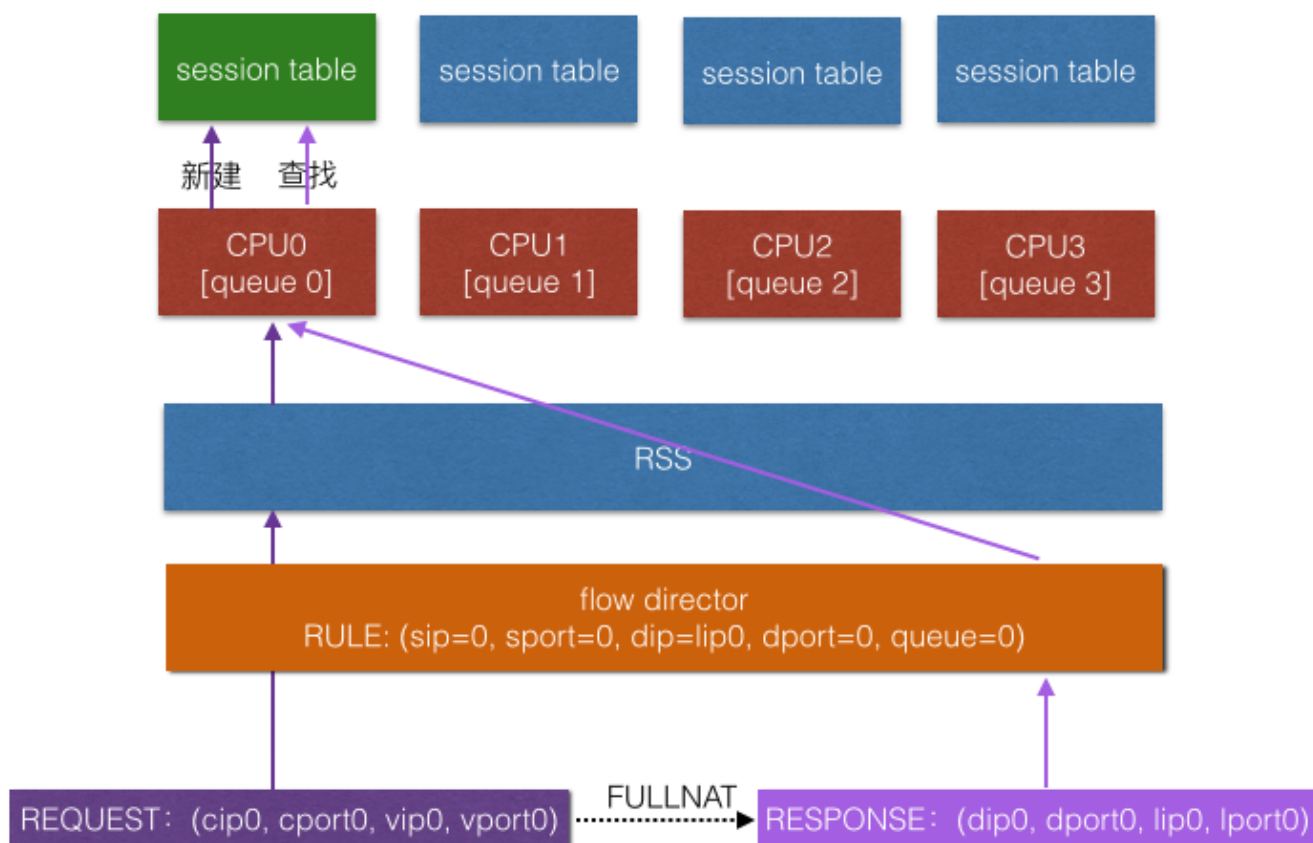 session table
session table
session table
session table
新建
查找
CPU0
[queue 0]
CPU1
[queue 1]
CPU2
[queue 2]
CPU3
[queue 3]
RSS
flow director
RULE: (sip=0, sport=0, dip=lip0, dport=0, queue=0)
REQUEST：(cip0, cport0, vip0, vport0)
FULLNAT
RESPONSE：(dip0, dport0, lip0, lport0)